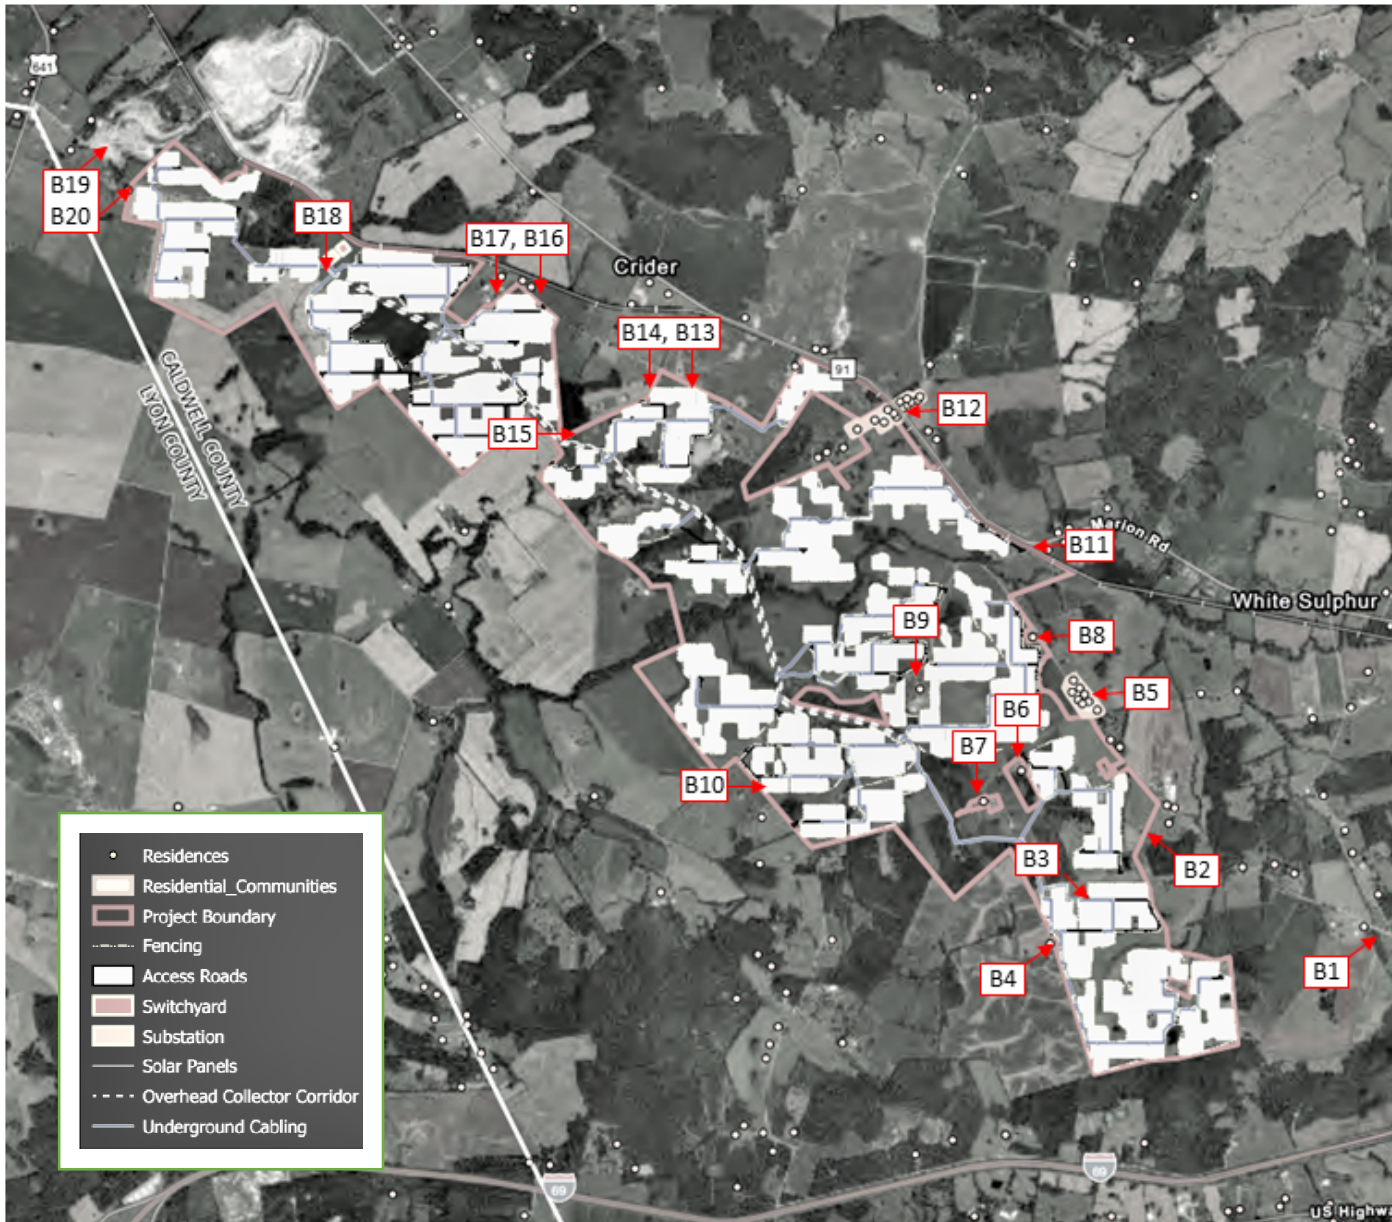 641
B19
B20
B18
B17, B16
Crider
B14, B13
91
B12
B15
CALDWELL COUNTY
LYON COUNTY
Marion Rd
B11
White Sulphur
B9
B8
B5
B6
B7
B10
B3
B2
B4
B1
Residences
Residential_Communities
Project Boundary
Fencing
Access Roads
Switchyard
Substation
Solar Panels
Overhead Collector Corridor
Underground Cabling
69
69
US Highw